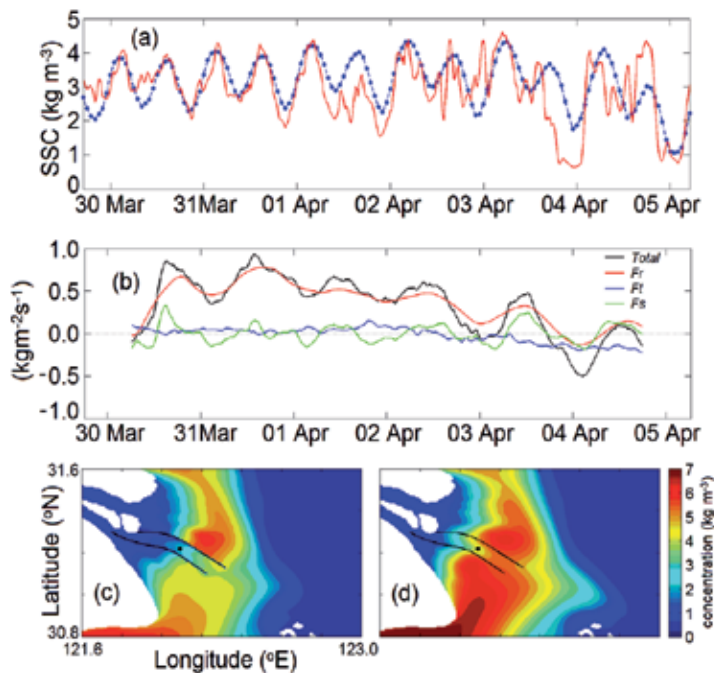 (a)
SSC (kg m-3)
5
4
3
2
1
0
30 Mar 31Mar 01 Apr 02 Apr 03 Apr 04 Apr 05 Apr
(b)
(kgm-2s-1)
1.0
0.5
0.0
-0.5
-1.0
Total
Fr
Ft
Fs
30 Mar 31Mar 01 Apr 02 Apr 03 Apr 04 Apr 05 Apr
Latitude (oN)
31.6
30.8
(c)
(d)
121.6
123.0
Longitude (oE)
7
6
5
4
3
2
1
0
concentration (kg m-3)